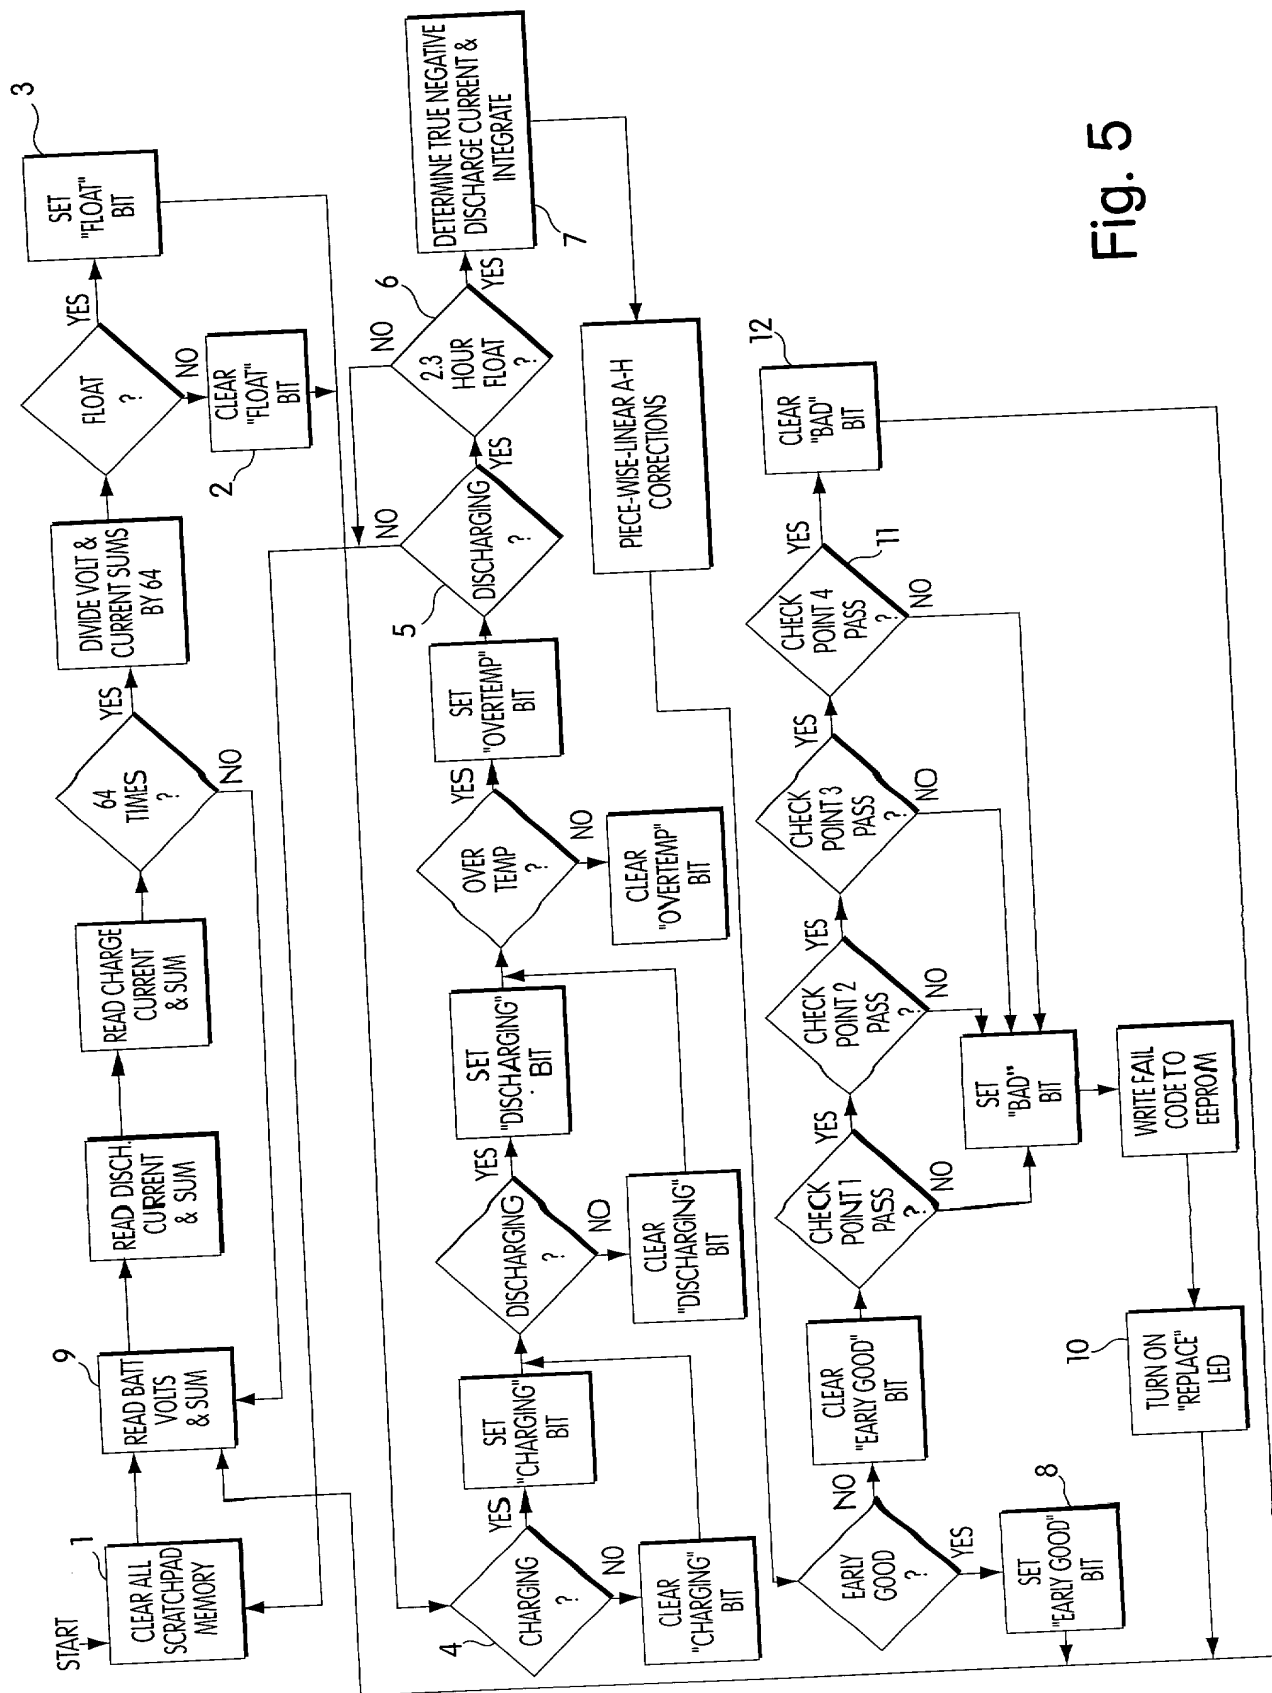 START
1
CLEAR ALL
SCRATCHPAD
MEMORY
9
READ BATT
VOLTS
& SUM
READ DISCH.
CURRENT
& SUM
READ CHARGE
CURRENT
& SUM
64
TIMES
?
YES
NO
DIVIDE VOLT &
CURRENT SUMS
BY 64
FLOAT
?
YES
NO
3
SET
"FLOAT"
BIT
2
CLEAR
"FLOAT"
BIT
4
CHARGING
?
YES
NO
SET
"CHARGING"
BIT
CLEAR
"CHARGING"
BIT
DISCHARGING
?
YES
NO
SET
"DISCHARGING"
BIT
CLEAR
"DISCHARGING"
BIT
OVER
TEMP
?
YES
NO
SET
"OVERTEMP"
BIT
CLEAR
"OVERTEMP"
BIT
5
DISCHARGING
?
NO
YES
6
2.3
HOUR
FLOAT
?
NO
YES
7
DETERMINE TRUE NEGATIVE
DISCHARGE CURRENT &
INTEGRATE
PIECE-WISE-LINEAR A-H
CORRECTIONS
EARLY
GOOD
?
NO
YES
8
SET
"EARLY GOOD"
BIT
CLEAR
"EARLY GOOD"
BIT
CHECK
POINT 1
PASS
?
YES
NO
CHECK
POINT 2
PASS
?
YES
NO
CHECK
POINT 3
PASS
?
YES
NO
CHECK
POINT 4
PASS
?
11
YES
NO
12
CLEAR
"BAD"
BIT
SET
"BAD"
BIT
WRITE FAIL
CODE TO
EEPROM
10
TURN ON
"REPLACE"
LED
Fig. 5